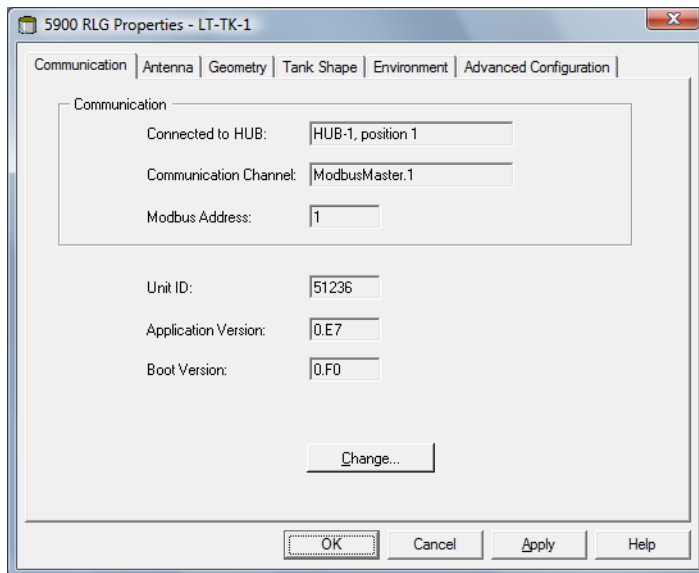 5900 RLG Properties - LT-TK-1
Communication Antenna Geometry Tank Shape Environment Advanced Configuration
Communication
Connected to HUB: HUB-1, position 1
Communication Channel: ModbusMaster.1
Modbus Address: 1
Unit ID: 51236
Application Version: 0.E7
Boot Version: 0.F0
Change...
OK Cancel Apply Help